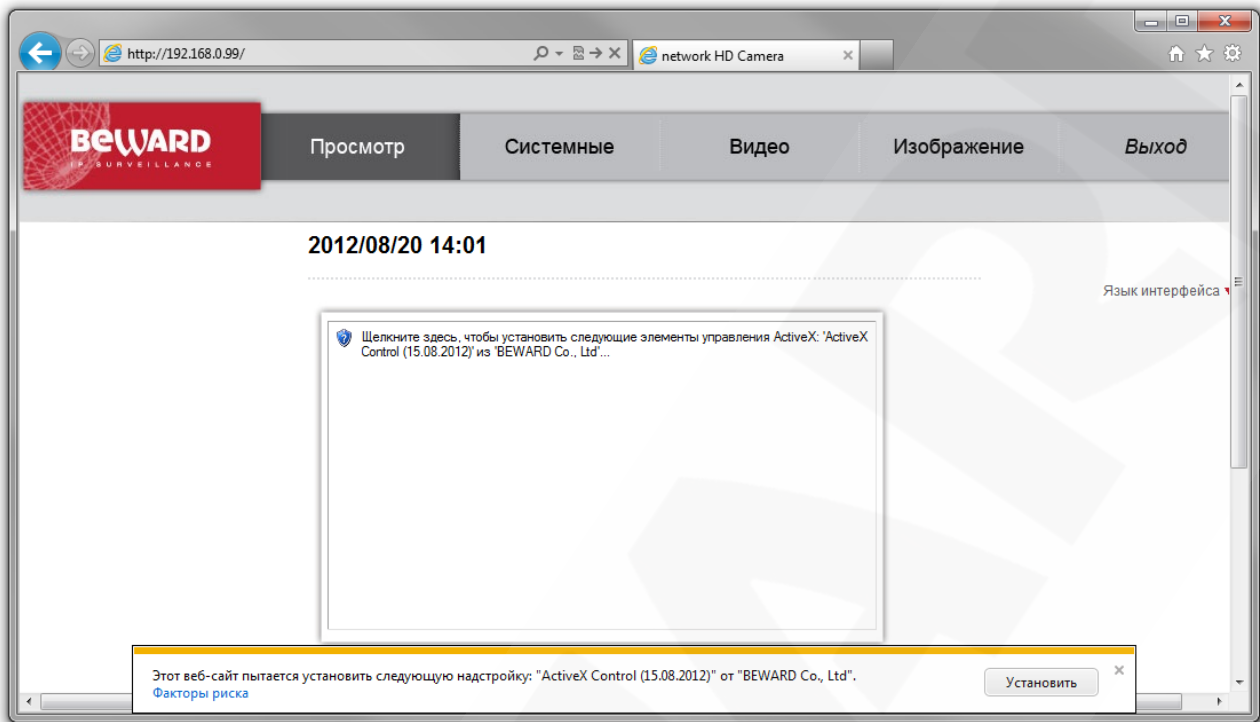 http://192.168.0.99/
network HD Camera
BEWARD
IP SURVEILLANCE
Просмотр
Системные
Видео
Изображение
Выход
2012/08/20 14:01
Язык интерфейса
Щелкните здесь, чтобы установить следующие элементы управления ActiveX: 'ActiveX
Control (15.08.2012)' из 'BEWARD Co., Ltd'...
Этот веб-сайт пытается установить следующую надстройку: "ActiveX Control (15.08.2012)" от "BEWARD Co., Ltd".
Факторы риска
Установить